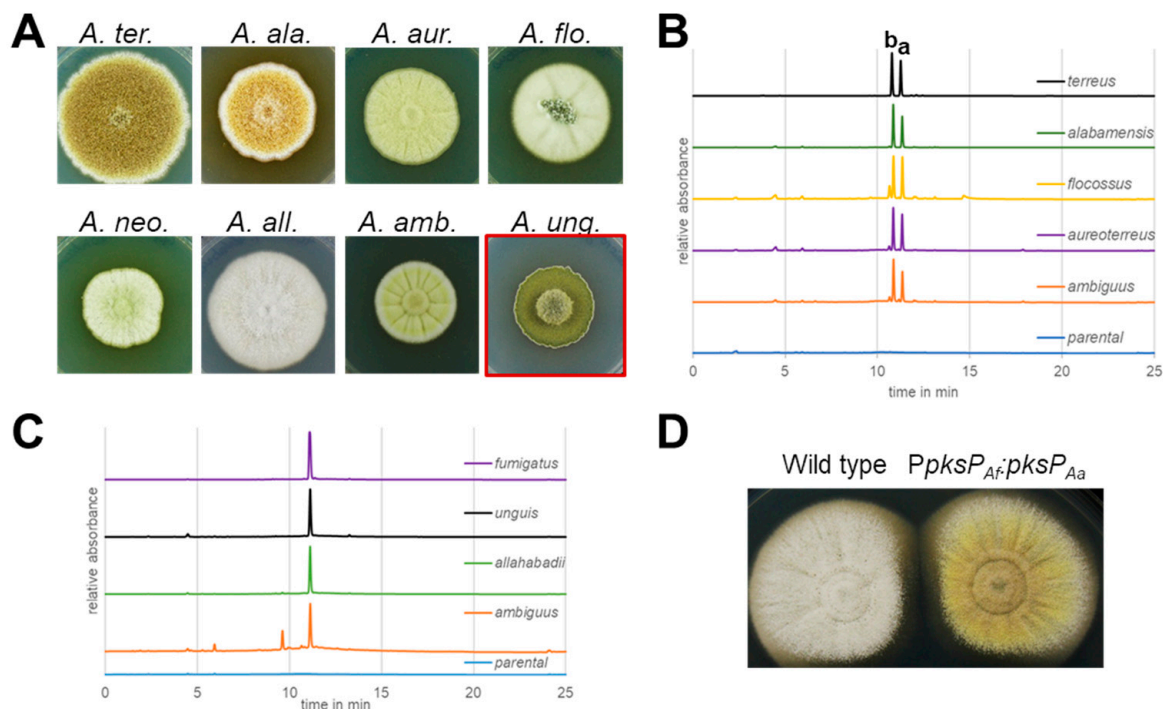 A
A. ter.
A. ala.
A. aur.
A. flo.
A. neo.
A. all.
A. amb.
A. ung.
B
b a
terreus
alabamensis
flocossus
aureoterreus
ambiguus
parental
relative absorbance
0 5 10 15 20 25
time in min
C
fumigatus
unguis
allahabadii
ambiguus
parental
relative absorbance
0 5 10 15 20 25
time in min
D
Wild type PpksPAf:pksPAa